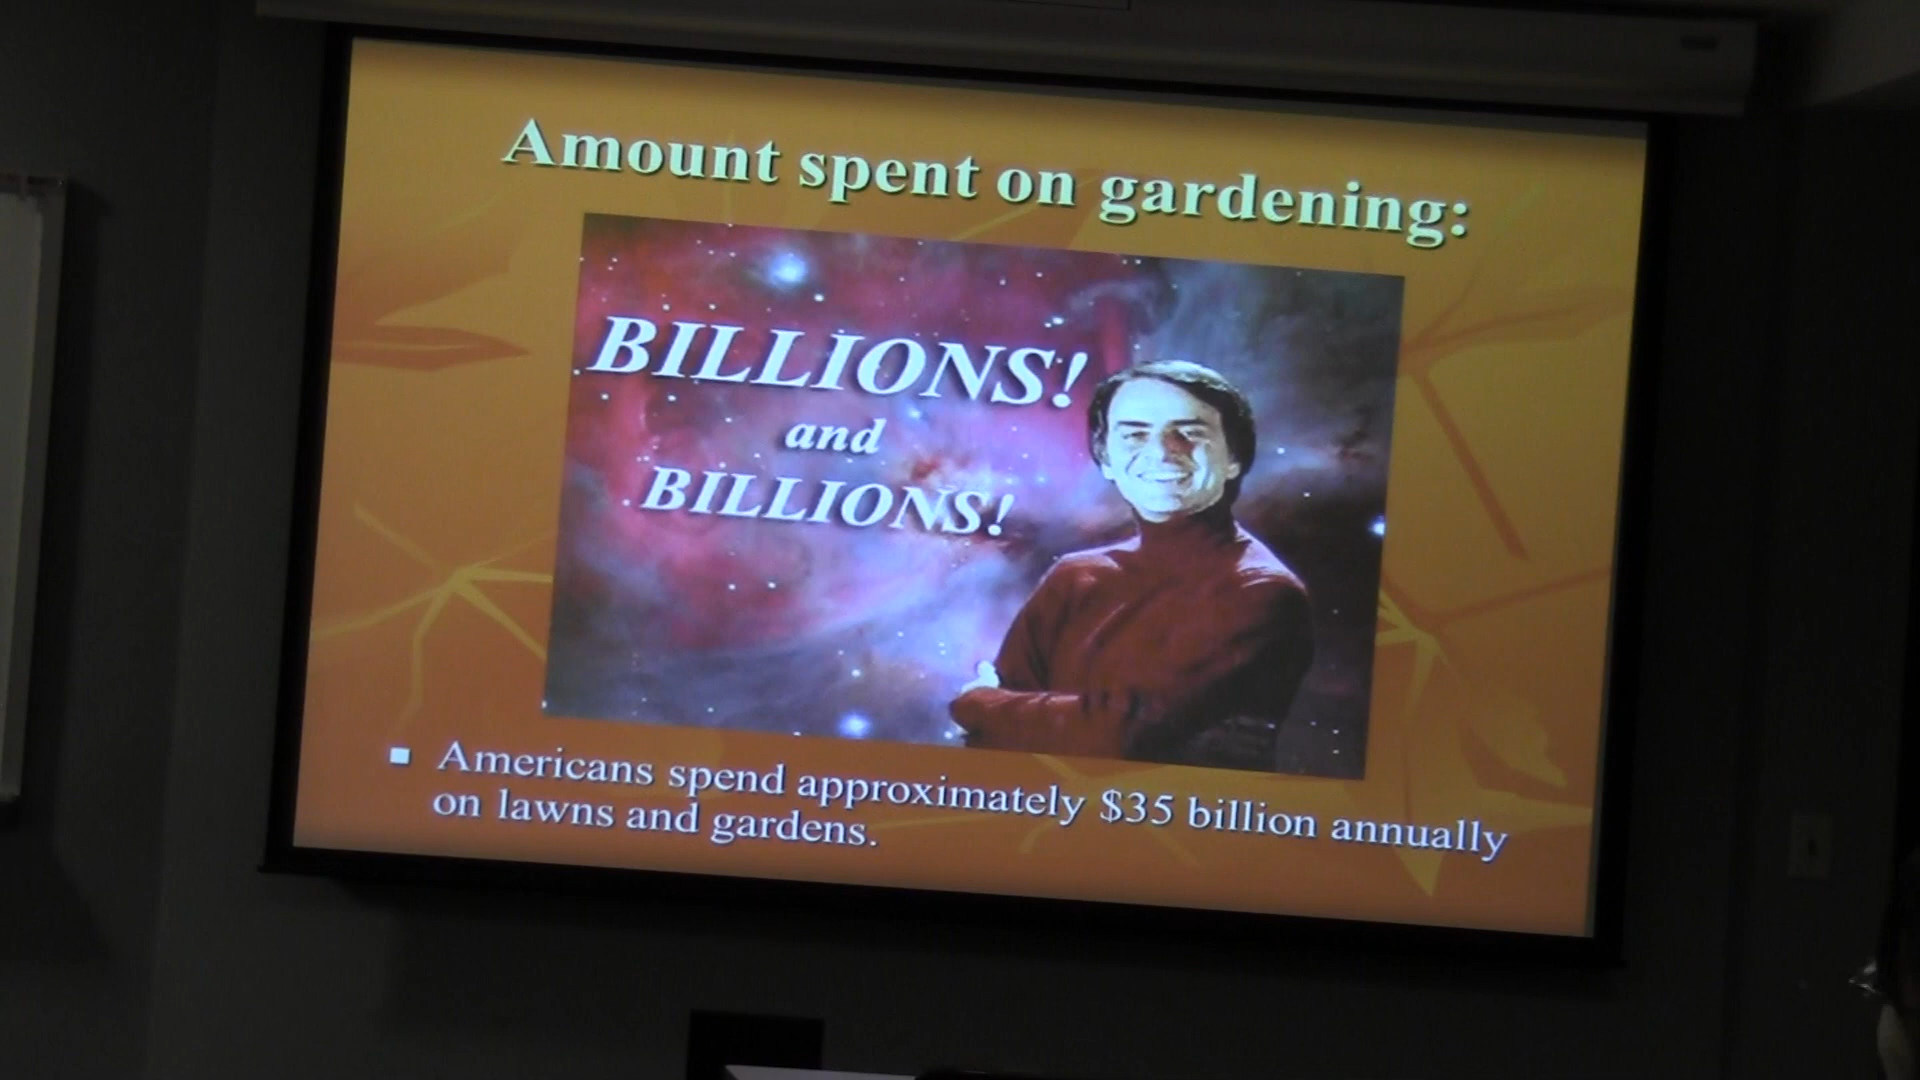 Amount spent on gardening:
BILLIONS!
and
BILLIONS!
Americans spend approximately $35 billion annually
on lawns and gardens.